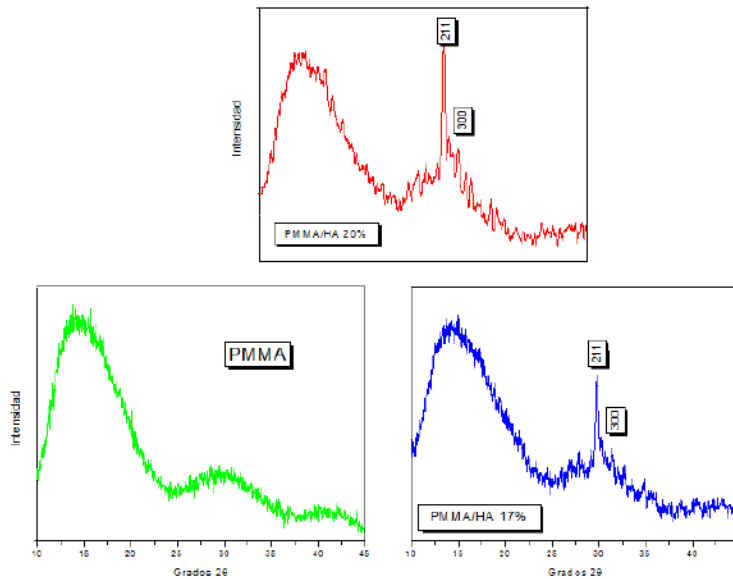 211
300
Intensidad
PMMA/HA 20%
PMMA
Intensidad
10 15 20 25 30 35 40 45
Grados 2θ
211
300
PMMA/HA 17%
10 15 20 25 30 35 40
Grados 2θ